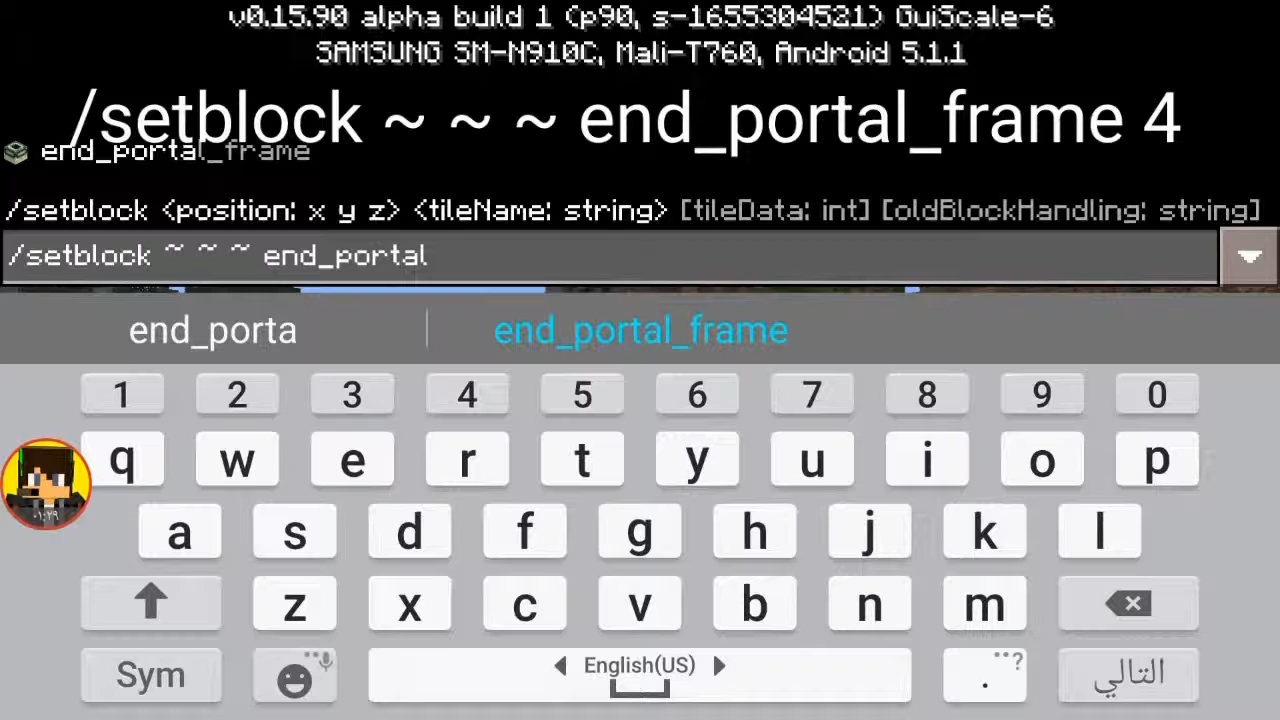 v0.15.90 alpha build 1 (p90, s-1655304521) GuiScale-6
SAMSUNG SM-N910C, Mali-T760, Android 5.1.1
/setblock ~ ~ ~ end_portal_frame 4
end_portal_frame
/setblock <position: x y z> <tileName: string> [tileData: int] [oldBlockHandling: string]
/setblock ~ ~ ~ end_portal
end_porta end_portal_frame
1 2 3 4 5 6 7 8 9 0
q w e r t y u i o p
٠١:٢٩
a s d f g h j k l
z x c v b n m
Sym English(US) . ? التالي